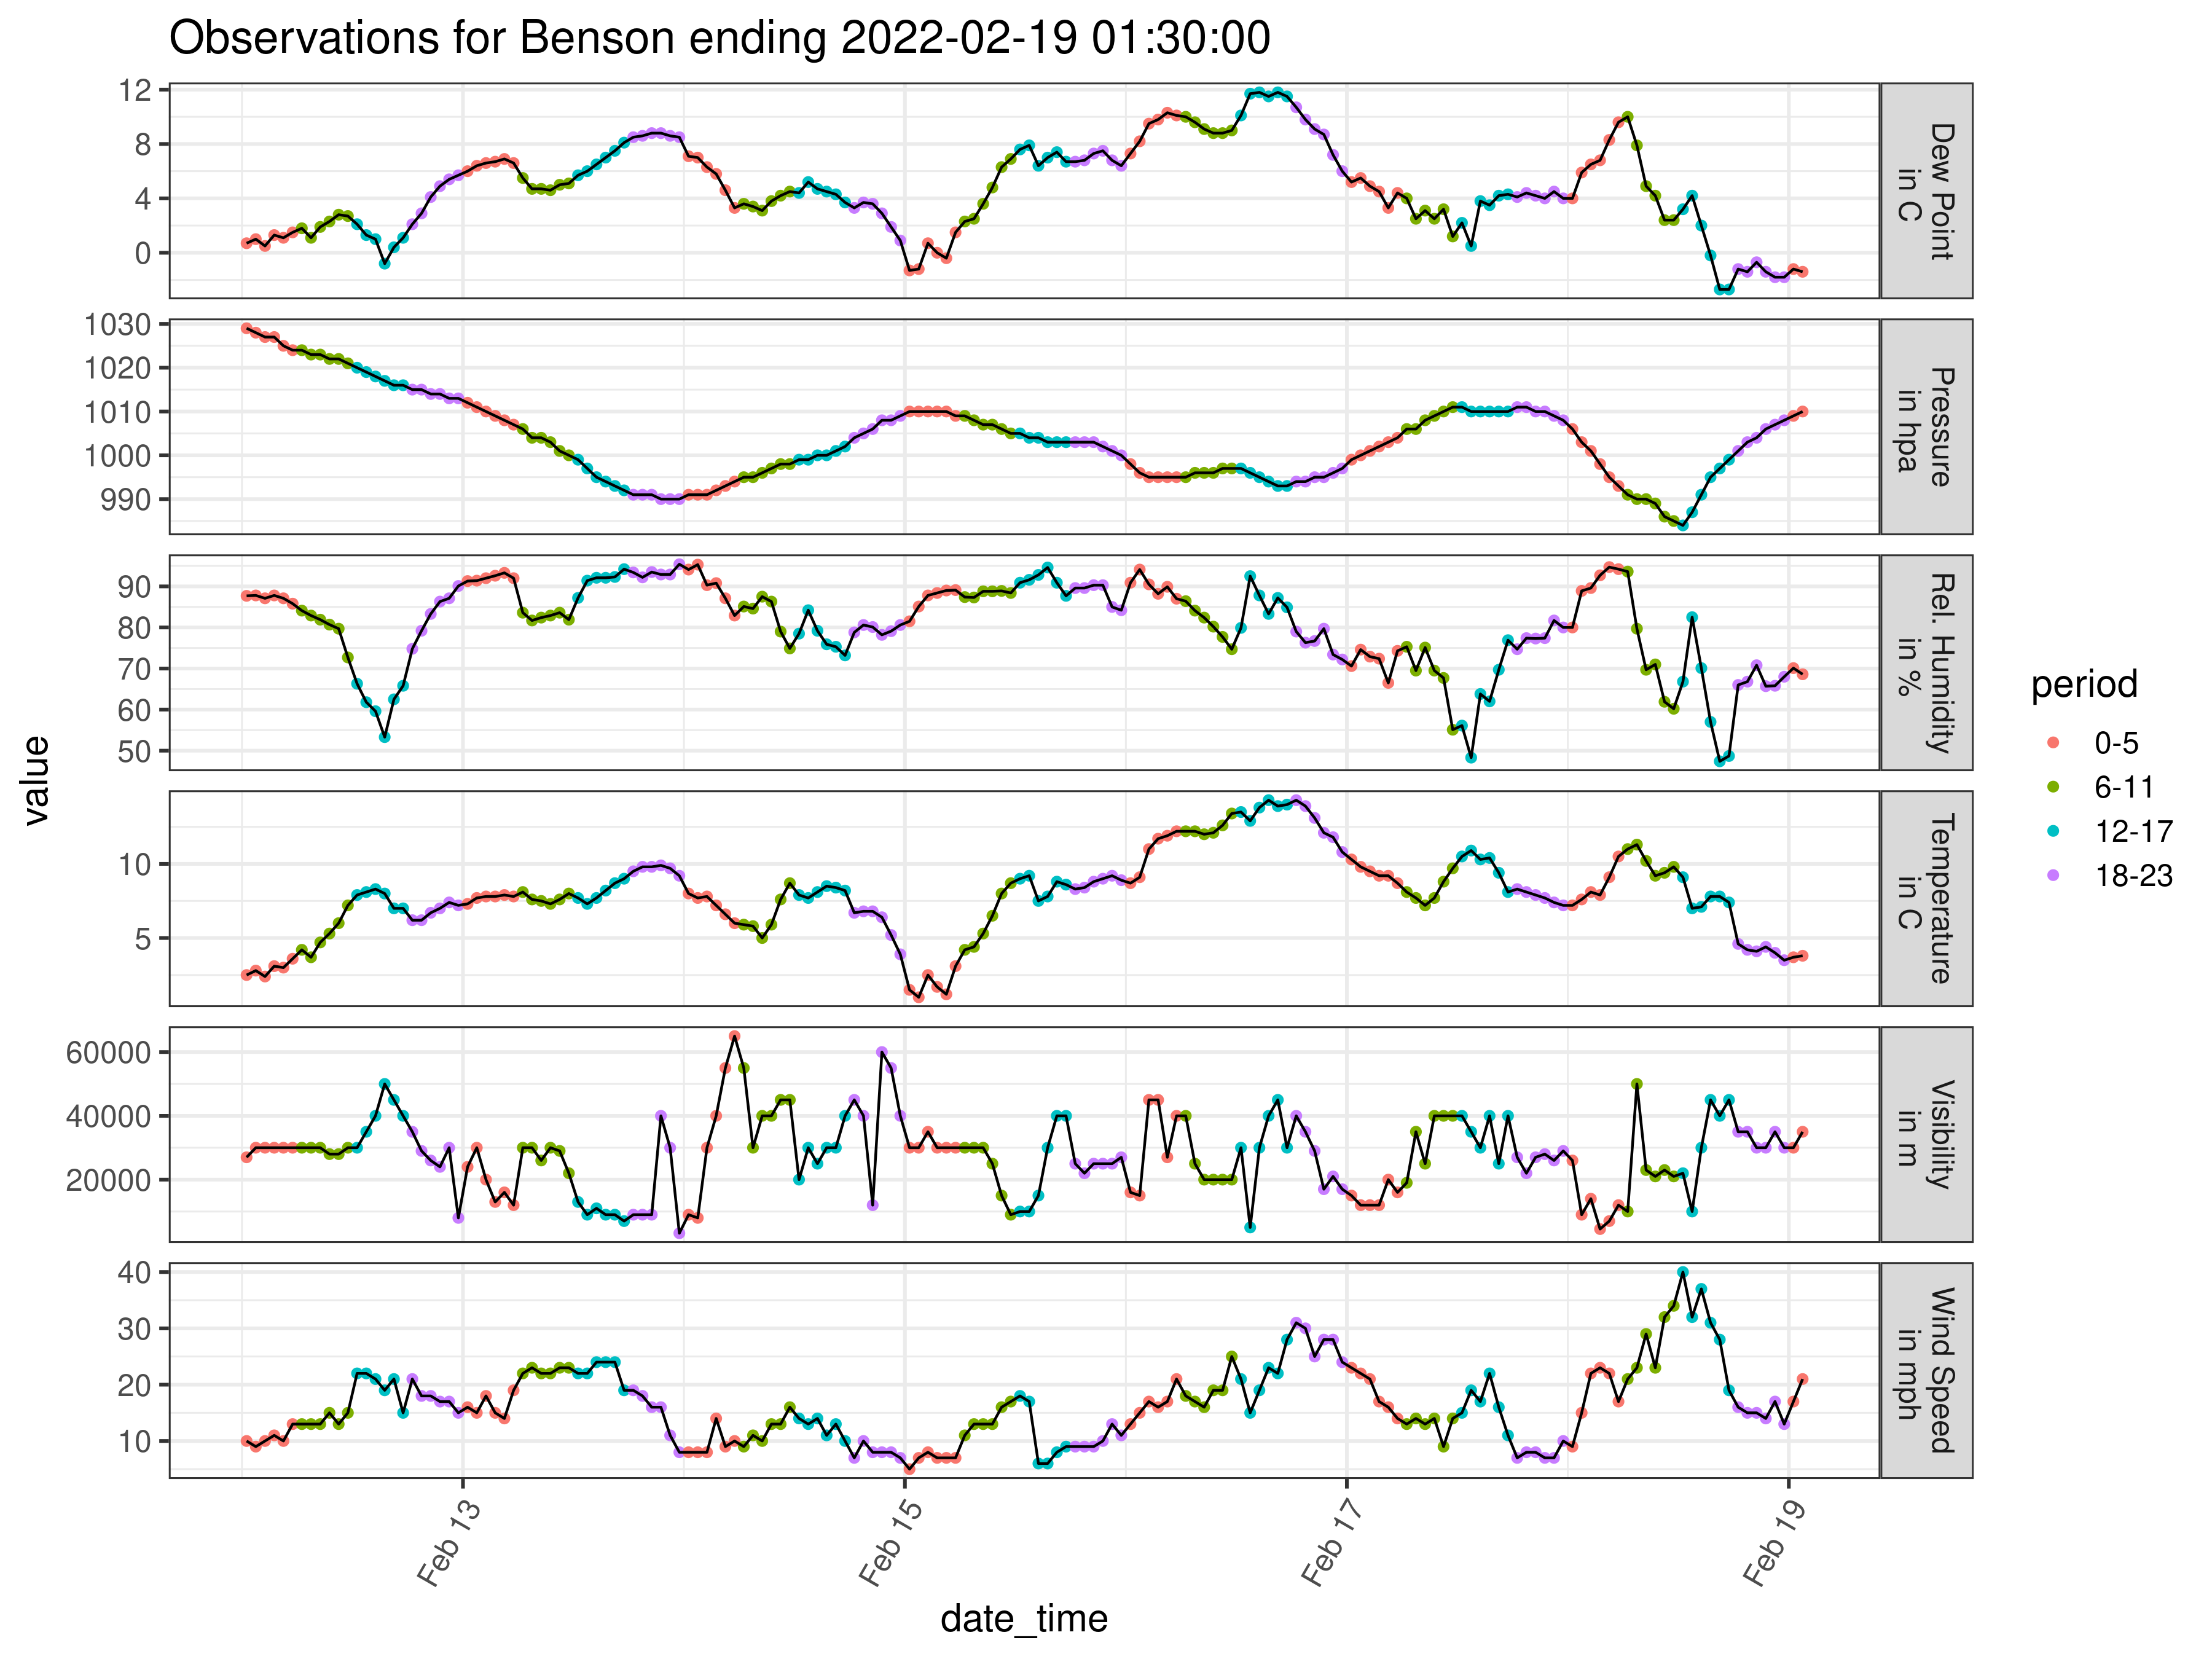 Observations for Benson ending 2022-02-19 01:30:00
value
12
8
4
0
Dew Point
in C
1030
1020
1010
1000
990
Pressure
in hpa
90
80
70
60
50
Rel. Humidity
in %
10
5
Temperature
in C
60000
40000
20000
Visibility
in m
40
30
20
10
Wind Speed
in mph
Feb 13
Feb 15
Feb 17
Feb 19
date_time
period
0-5
6-11
12-17
18-23